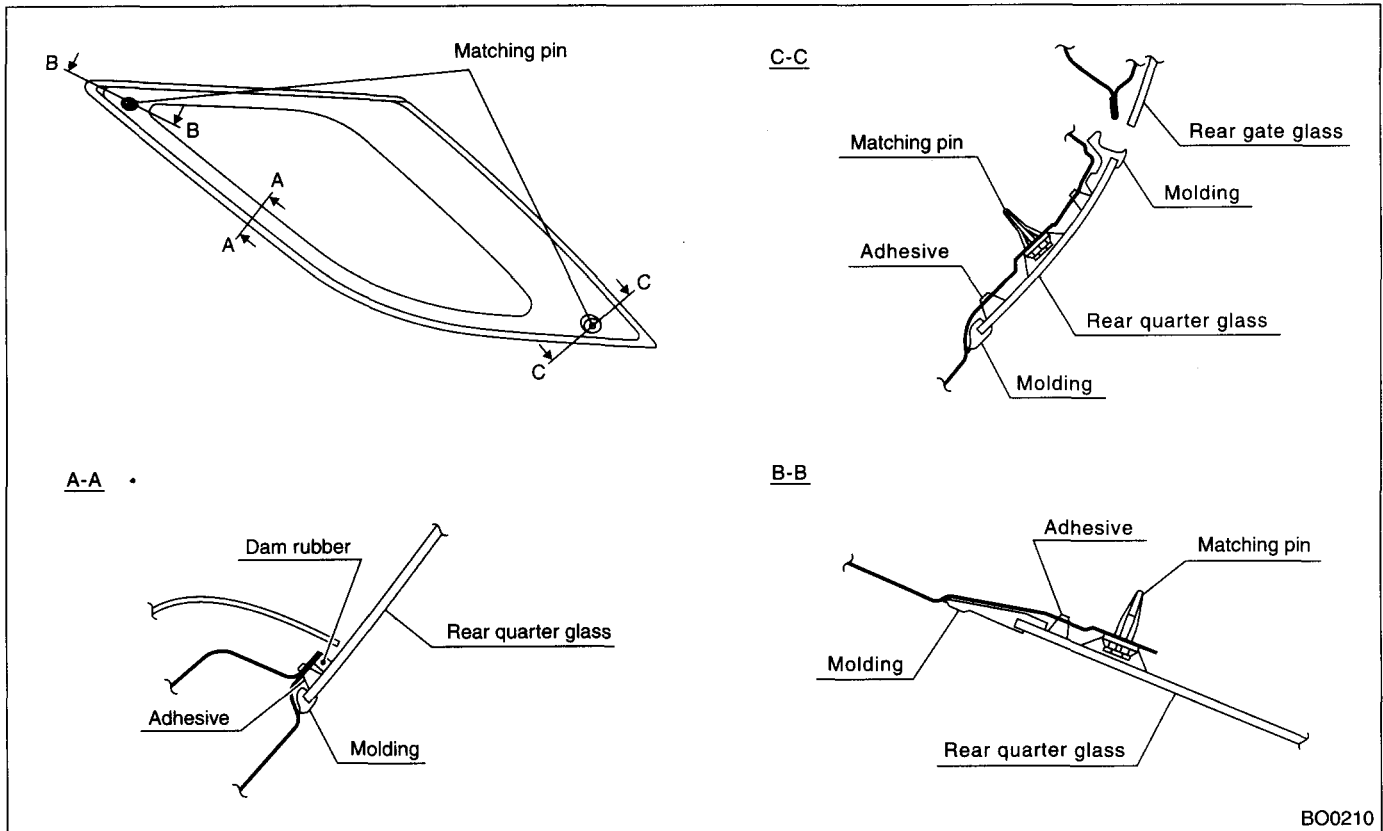 Matching pin
B
B
A
A
C
C
C-C
Rear gate glass
Matching pin
Molding
Adhesive
Rear quarter glass
Molding
A-A
Dam rubber
Rear quarter glass
Adhesive
Molding
B-B
Adhesive
Matching pin
Molding
Rear quarter glass
BO0210